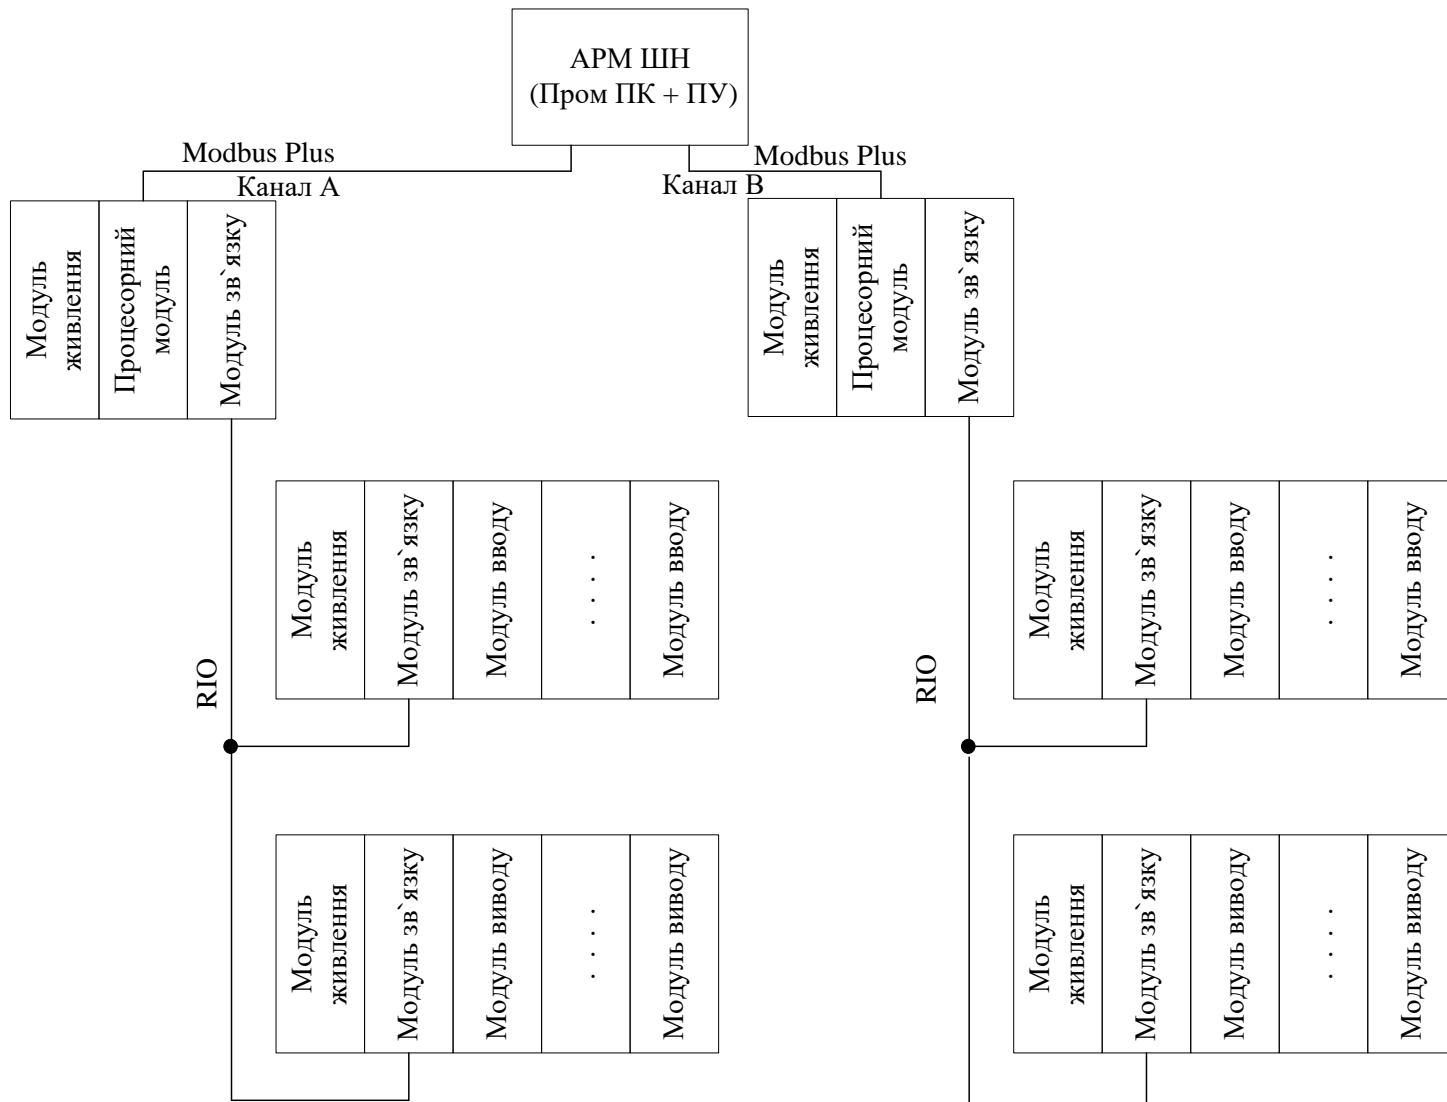 АРМ ШН
(Пром ПК + ПУ)
Modbus Plus
Канал А
Modbus Plus
Канал В
Модуль
живлення
Процесорний
модуль
Модуль зв`язку
Модуль
живлення
Процесорний
модуль
Модуль зв`язку
RIO
Модуль
живлення
Модуль зв`язку
Модуль вводу
. . . . .
Модуль вводу
RIO
Модуль
живлення
Модуль зв`язку
Модуль вводу
. . . . .
Модуль вводу
Модуль
живлення
Модуль зв`язку
Модуль виводу
. . . . .
Модуль виводу
Модуль
живлення
Модуль зв`язку
Модуль виводу
. . . . .
Модуль виводу